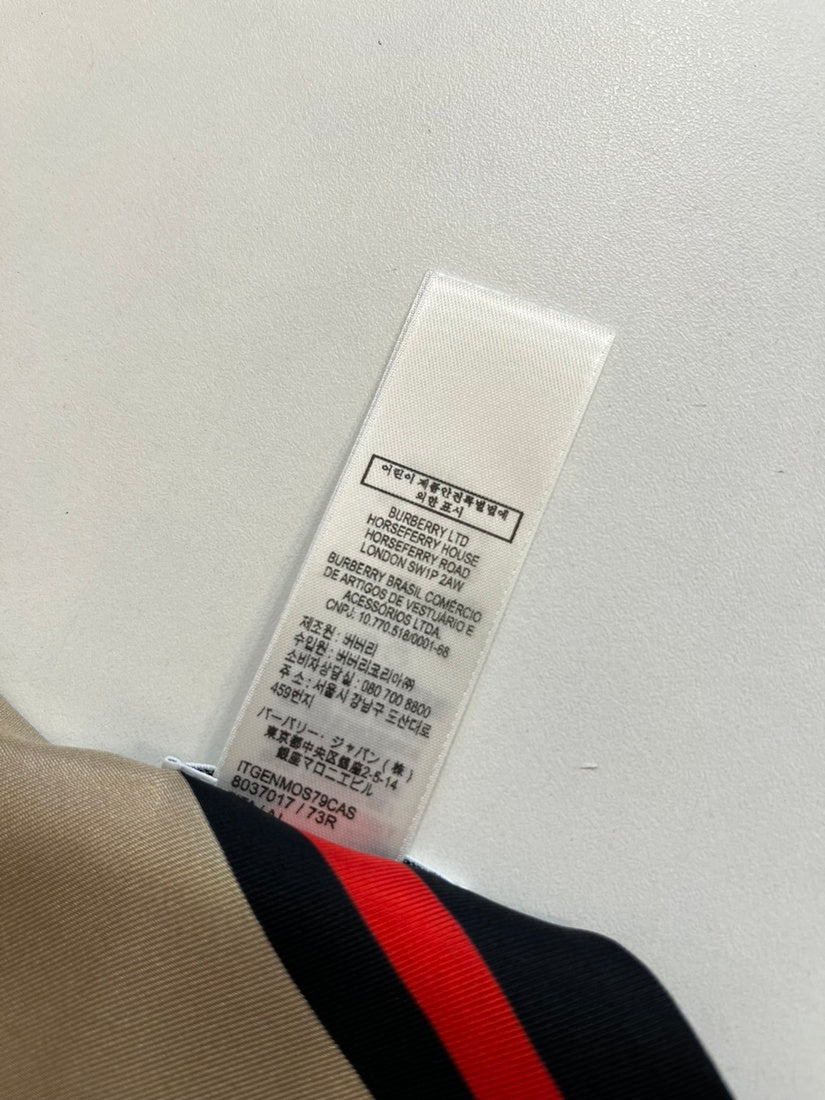 어린이 제품안전특별법에
의한 표시
BURBERRY LTD
HORSEFERRY HOUSE
HORSEFERRY ROAD
LONDON SW1P 2AW
BURBERRY BRASIL COMÉRCIO
DE ARTIGOS DE VESTUÁRIO E
ACESSÓRIOS LTDA.
CNPJ: 10.770.518/0001-68
제조원 : 버버리
수입원 : 버버리코리아㈜
소비자상담실 : 080 700 8800
주 소 : 서울시 강남구 도산대로
459번지
バーバリー・ジャパン(株)
東京都中央区銀座2-5-14
銀座マロニエビル
ITGENMOS79CAS
8037017 / 73R